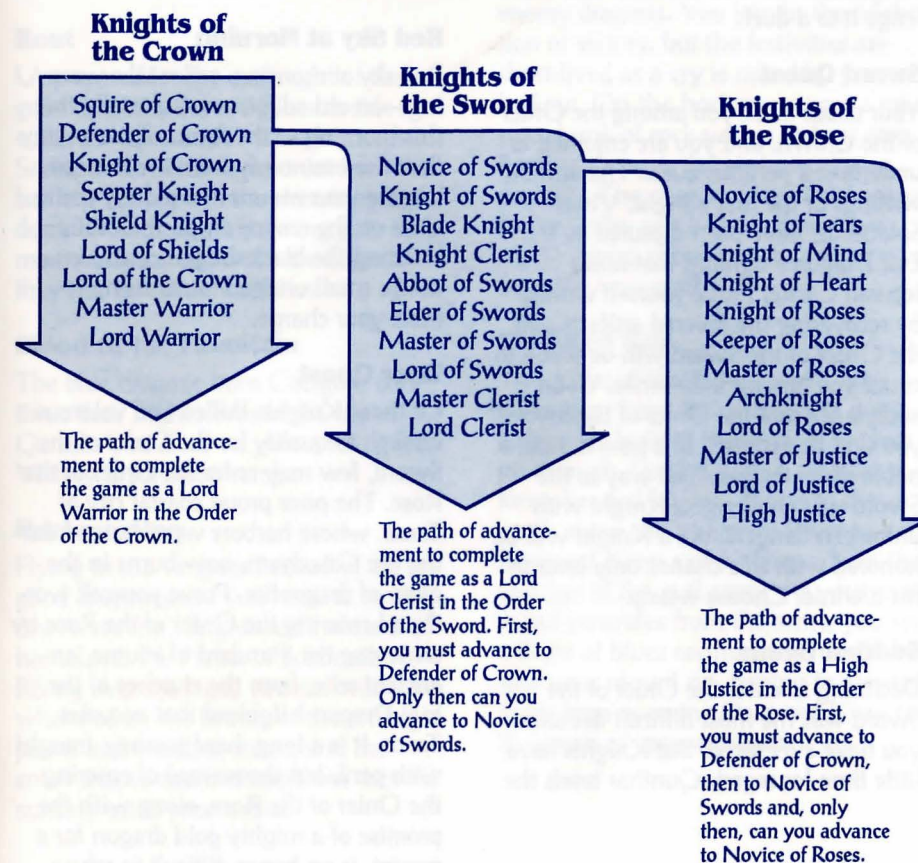 Knights of
the Crown
Squire of Crown
Defender of Crown
Knight of Crown
Scepter Knight
Shield Knight
Lord of Shields
Lord of the Crown
Master Warrior
Lord Warrior
The path of advance-
ment to complete
the game as a Lord
Warrior in the Order
of the Crown.
Knights of
the Sword
Novice of Swords
Knight of Swords
Blade Knight
Knight Clerist
Abbot of Swords
Elder of Swords
Master of Swords
Lord of Swords
Master Clerist
Lord Clerist
The path of advance-
ment to complete
the game as a Lord
Clerist in the Order
of the Sword. First,
you must advance to
Defender of Crown.
Only then can you
advance to Novice
of Swords.
Knights of
the Rose
Novice of Roses
Knight of Tears
Knight of Mind
Knight of Heart
Knight of Roses
Keeper of Roses
Master of Roses
Archknight
Lord of Roses
Master of Justice
Lord of Justice
High Justice
The path of advance-
ment to complete
the game as a High
Justice in the Order
of the Rose. First,
you must advance to
Defender of Crown,
then to Novice of
Swords and, only
then, can you advance
to Novice of Roses.